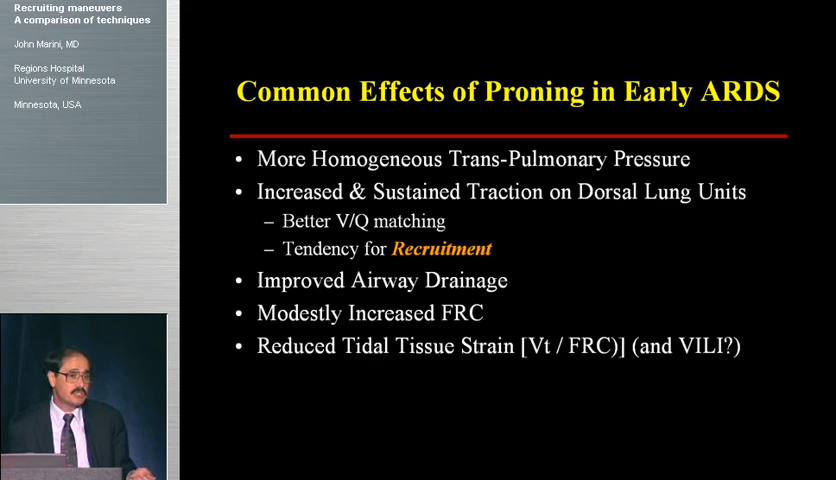 Recruiting maneuvers
A comparison of techniques
John Marini, MD
Regions Hospital
University of Minnesota
Minnesota, USA
Common Effects of Proning in Early ARDS
• More Homogeneous Trans-Pulmonary Pressure
• Increased & Sustained Traction on Dorsal Lung Units
– Better V/Q matching
– Tendency for Recruitment
• Improved Airway Drainage
• Modestly Increased FRC
• Reduced Tidal Tissue Strain [Vt / FRC)] (and VILI?)